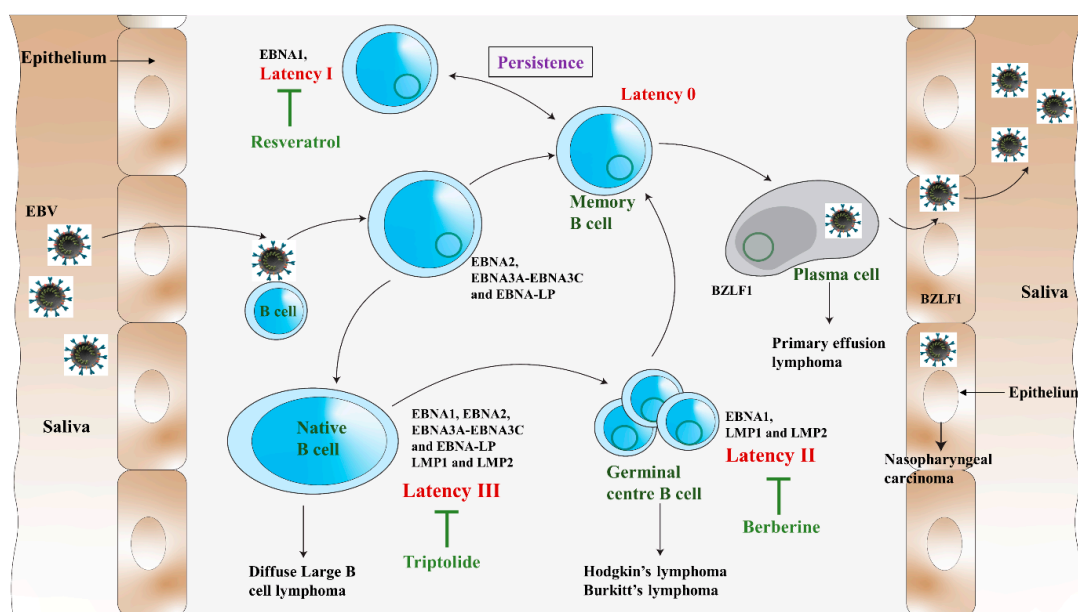 Epithelium
EBNA1,
Latency I
Resveratrol
Persistence
Latency 0
Memory
B cell
EBV
B cell
EBNA2,
EBNA3A-EBNA3C
and EBNA-LP
Plasma cell
BZLF1
BZLF1
Saliva
Primary effusion
lymphoma
Saliva
Native
B cell
EBNA1, EBNA2,
EBNA3A-EBNA3C
and EBNA-LP
LMP1 and LMP2
Latency III
Triptolide
Diffuse Large B
cell lymphoma
Germinal
centre B cell
EBNA1,
LMP1 and LMP2
Latency II
Berberine
Hodgkin's lymphoma
Burkitt's lymphoma
Epithelium
Nasopharyngeal
carcinoma